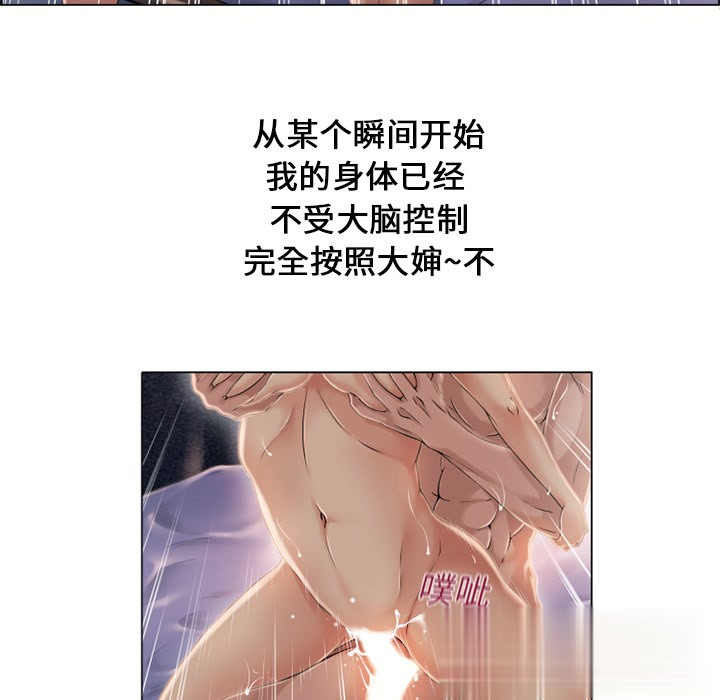 从某个瞬间开始
我的身体已经
不受大脑控制
完全按照大婶~不
噗呲